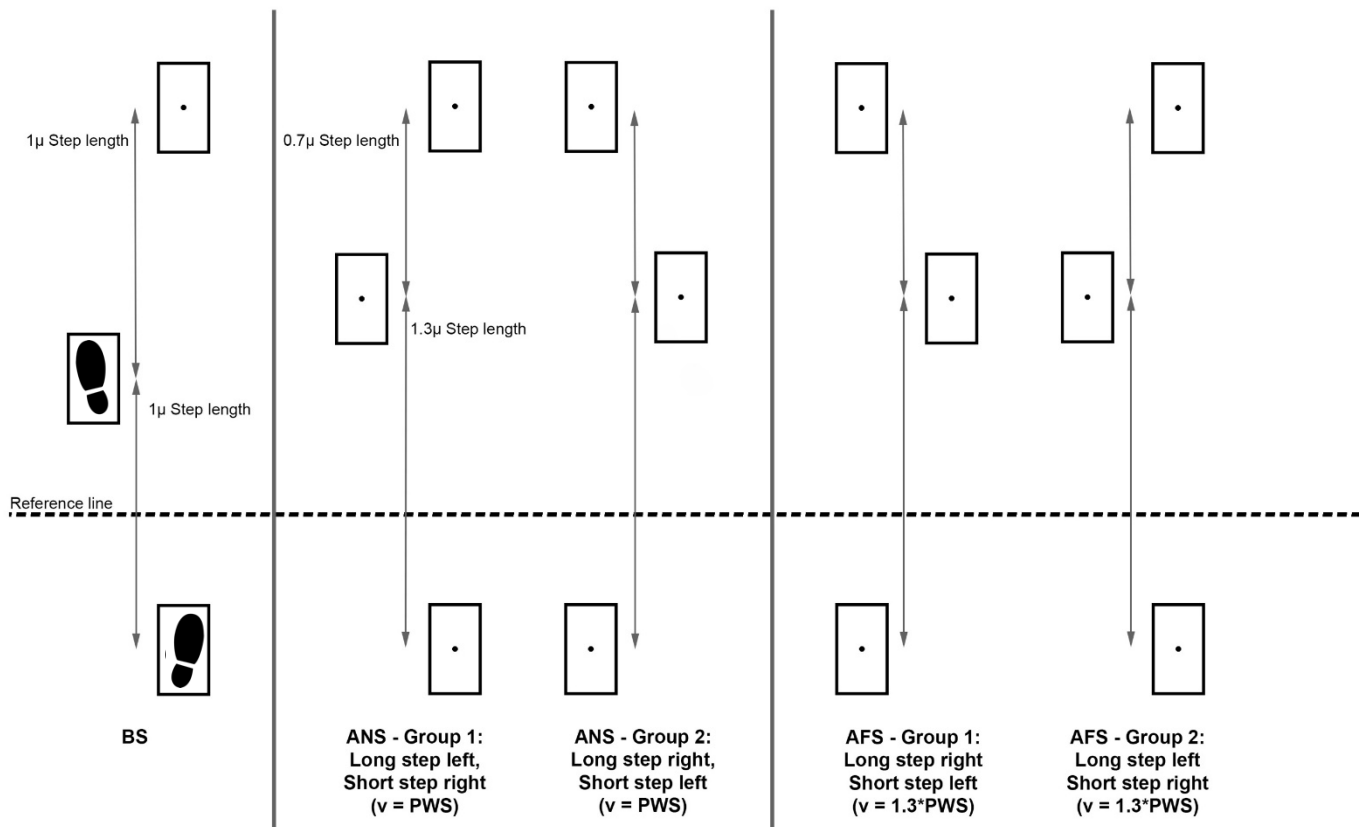 1μ Step length
0.7μ Step length
1.3μ Step length
1μ Step length
Reference line
BS
ANS - Group 1:
Long step left,
Short step right
(v = PWS)
ANS - Group 2:
Long step right,
Short step left
(v = PWS)
AFS - Group 1:
Long step right
Short step left
(v = 1.3*PWS)
AFS - Group 2:
Long step left
Short step right
(v = 1.3*PWS)